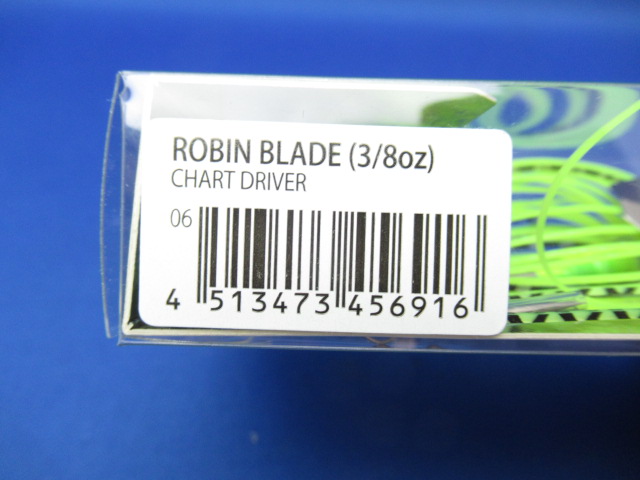 ROBIN BLADE (3/8oz)
CHART DRIVER
06
4 513473 456916